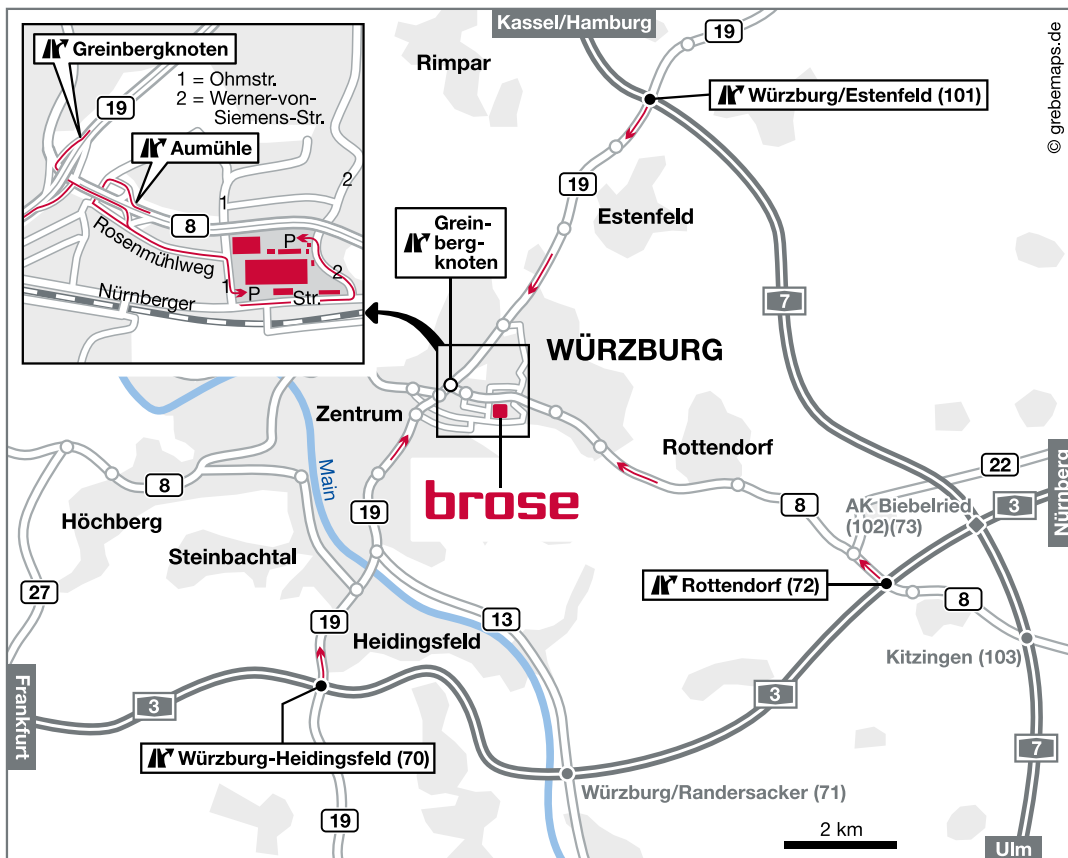 Kassel/Hamburg
19
Rimpar
© grebemaps.de
Würzburg/Estenfeld (101)
Greinbergknoten
1 = Ohmstr.
2 = Werner-von-
Siemens-Str.
19
Aumühle
2
1
8
Rosenmühlweg
P
2
1
P
Nürnberger
Str.
19
Estenfeld
Grein-
berg-
knoten
7
WÜRZBURG
Zentrum
Rottendorf
22
Nürnberg
3
Main
8
brose
8
AK Biebelried
(102)(73)
Höchberg
19
Steinbachtal
27
Rottendorf (72)
8
19
13
Heidingsfeld
Kitzingen (103)
Frankfurt
3
3
7
Würzburg-Heidingsfeld (70)
Würzburg/Randersacker (71)
19
2 km
Ulm